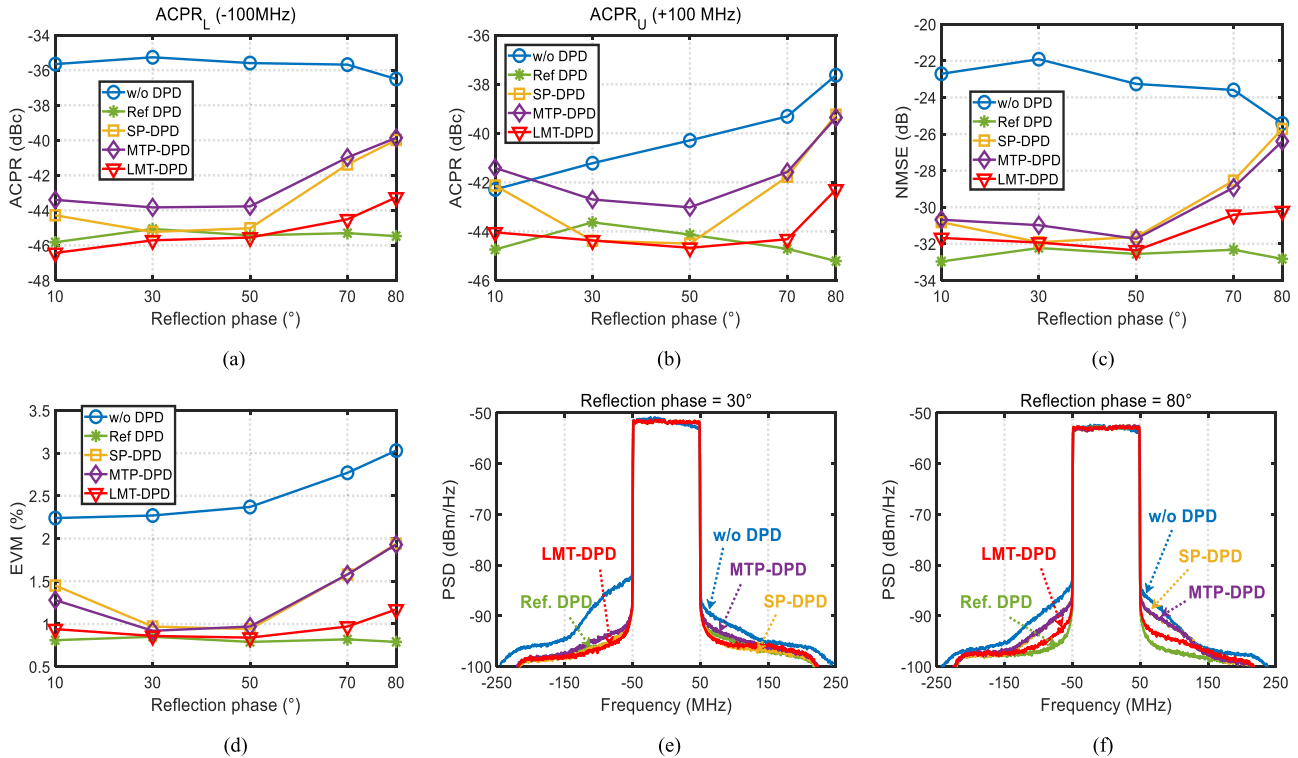 ACPR_L (-100MHz)
-34
-36
-38
-40
-42
-44
-46
-48
ACPR (dBc)
w/o DPD
Ref DPD
SP-DPD
MTP-DPD
LMT-DPD
10 30 50 70 80
Reflection phase (°)
(a)
ACPR_U (+100 MHz)
-36
-38
-40
-42
-44
-46
ACPR (dBc)
w/o DPD
Ref DPD
SP-DPD
MTP-DPD
LMT-DPD
10 30 50 70 80
Reflection phase (°)
(b)
-20
-22
-24
-26
-28
-30
-32
-34
NMSE (dB)
w/o DPD
Ref DPD
SP-DPD
MTP-DPD
LMT-DPD
10 30 50 70 80
Reflection phase (°)
(c)
3.5
3
2.5
2
1.5
1
0.5
EVM (%)
w/o DPD
Ref DPD
SP-DPD
MTP-DPD
LMT-DPD
10 30 50 70 80
Reflection phase (°)
(d)
Reflection phase = 30°
-50
-60
-70
-80
-90
-100
PSD (dBm/Hz)
w/o DPD
LMT-DPD
MTP-DPD
Ref. DPD
SP-DPD
-250 -150 -50 50 150 250
Frequency (MHz)
(e)
Reflection phase = 80°
-50
-60
-70
-80
-90
-100
PSD (dBm/Hz)
w/o DPD
LMT-DPD
SP-DPD
MTP-DPD
Ref. DPD
-250 -150 -50 50 150 250
Frequency (MHz)
(f)